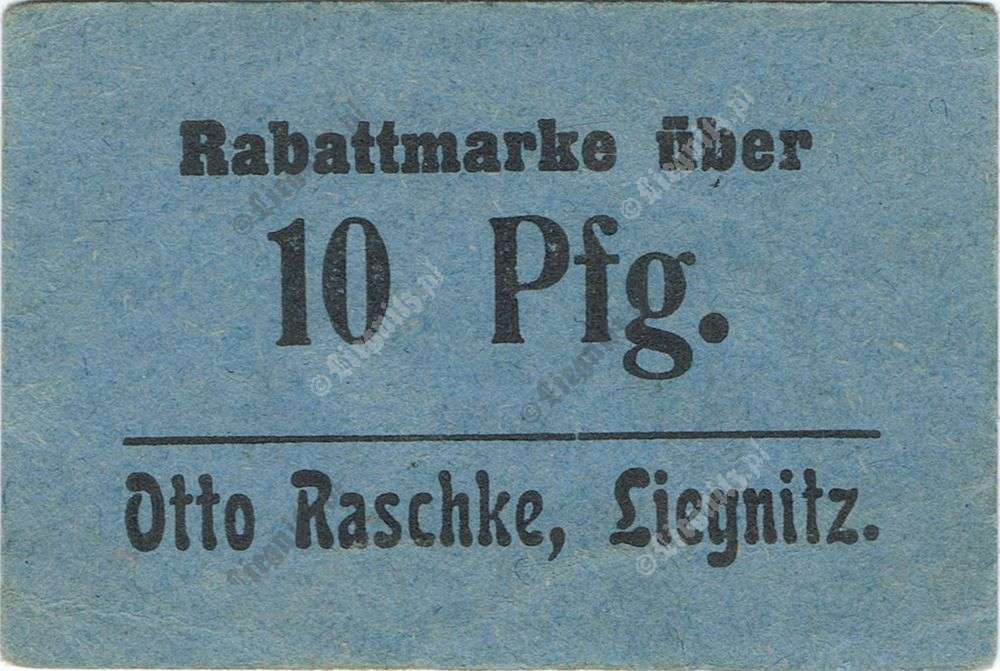 Rabattmarke über
10 Pfg.
Otto Raschke, Liegnitz.